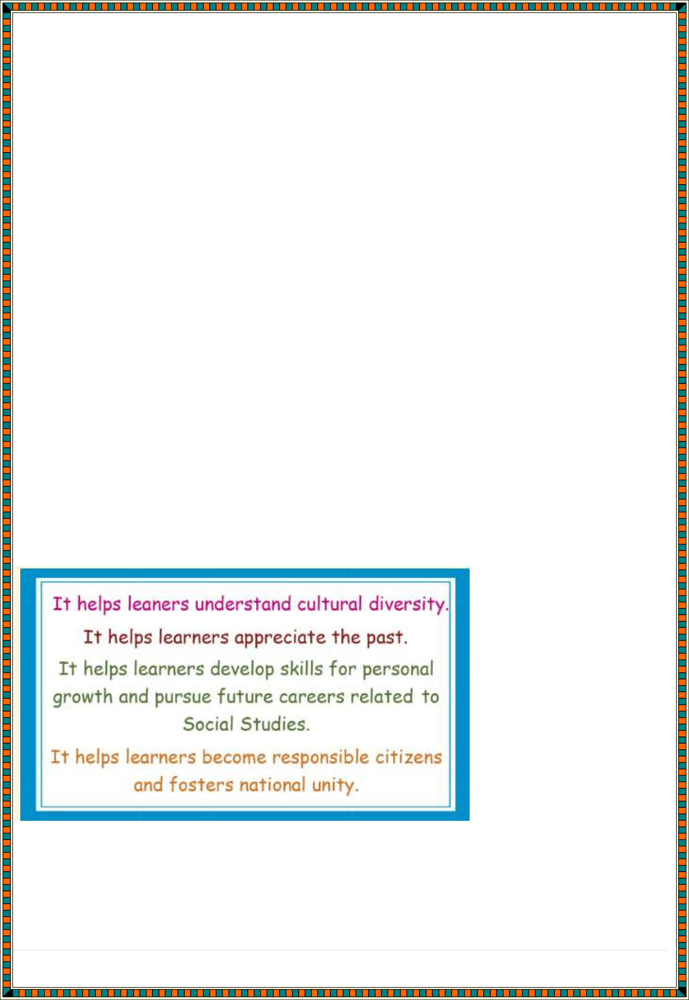 It helps leaners understand cultural diversity.
It helps learners appreciate the past.
It helps learners develop skills for personal
growth and pursue future careers related to
Social Studies.
It helps learners become responsible citizens
and fosters national unity.